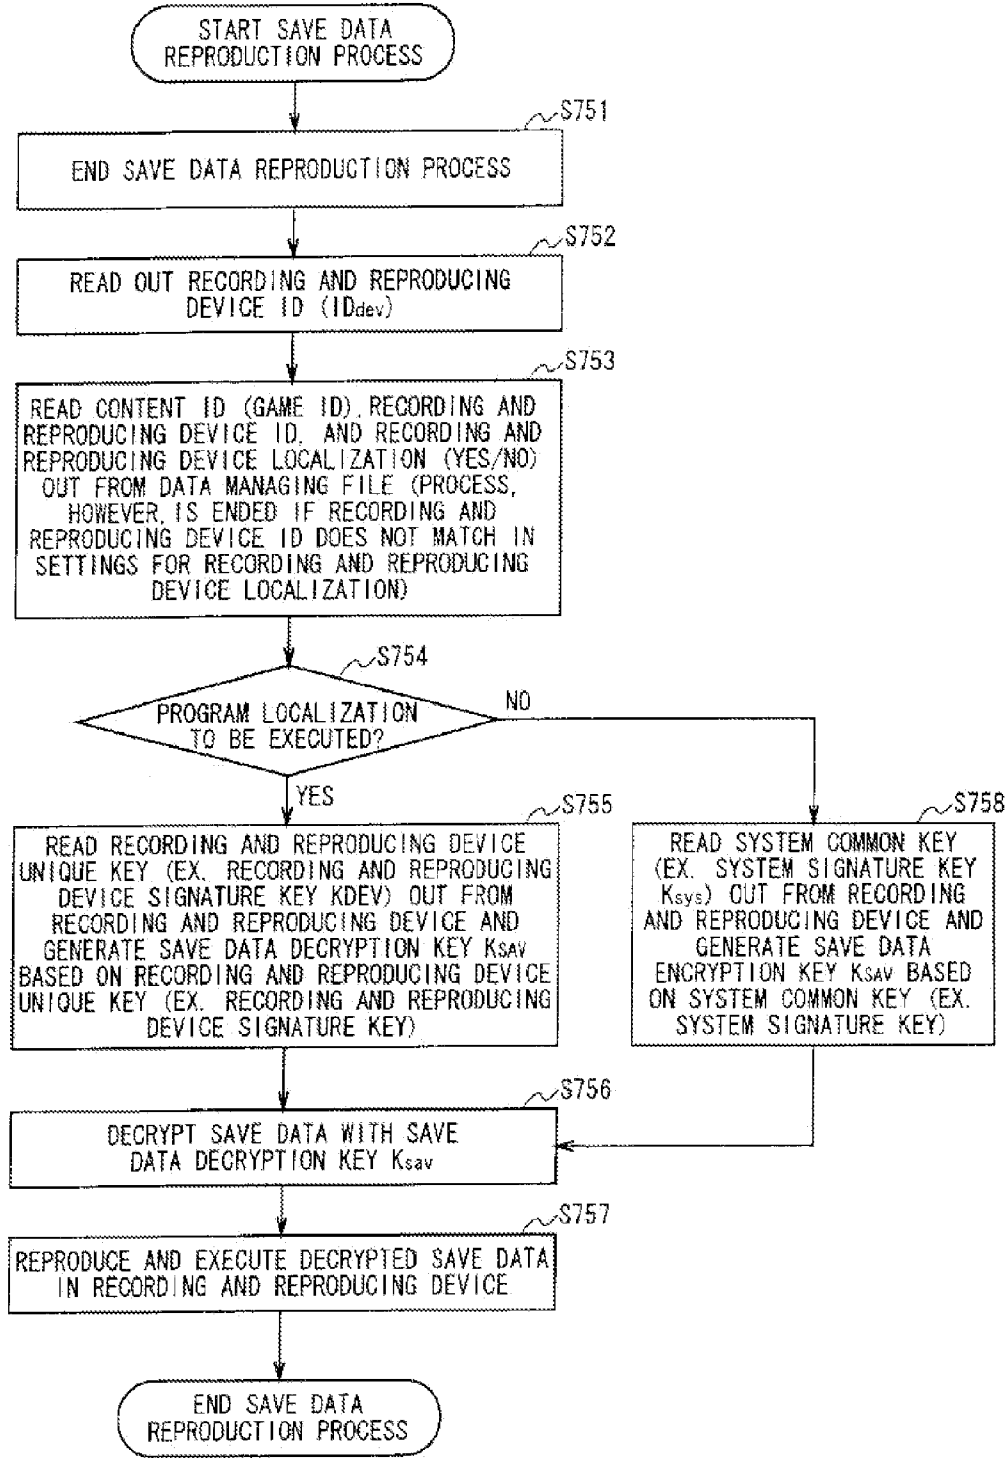 START SAVE DATA
REPRODUCTION PROCESS
S751
END SAVE DATA REPRODUCTION PROCESS
S752
READ OUT RECORDING AND REPRODUCING
DEVICE ID (IDdev)
S753
READ CONTENT ID (GAME ID), RECORDING AND
REPRODUCING DEVICE ID, AND RECORDING AND
REPRODUCING DEVICE LOCALIZATION (YES/NO)
OUT FROM DATA MANAGING FILE (PROCESS,
HOWEVER, IS ENDED IF RECORDING AND
REPRODUCING DEVICE ID DOES NOT MATCH IN
SETTINGS FOR RECORDING AND REPRODUCING
DEVICE LOCALIZATION)
S754
PROGRAM LOCALIZATION
TO BE EXECUTED?
NO
YES
S755
READ RECORDING AND REPRODUCING DEVICE
UNIQUE KEY (EX. RECORDING AND REPRODUCING
DEVICE SIGNATURE KEY KDEV) OUT FROM
RECORDING AND REPRODUCING DEVICE AND
GENERATE SAVE DATA DECRYPTION KEY KSAV
BASED ON RECORDING AND REPRODUCING DEVICE
UNIQUE KEY (EX. RECORDING AND REPRODUCING
DEVICE SIGNATURE KEY)
S758
READ SYSTEM COMMON KEY
(EX. SYSTEM SIGNATURE KEY
Ksys) OUT FROM RECORDING
AND REPRODUCING DEVICE AND
GENERATE SAVE DATA
ENCRYPTION KEY KSAV BASED
ON SYSTEM COMMON KEY (EX.
SYSTEM SIGNATURE KEY)
S756
DECRYPT SAVE DATA WITH SAVE
DATA DECRYPTION KEY Ksav
S757
REPRODUCE AND EXECUTE DECRYPTED SAVE DATA
IN RECORDING AND REPRODUCING DEVICE
END SAVE DATA
REPRODUCTION PROCESS